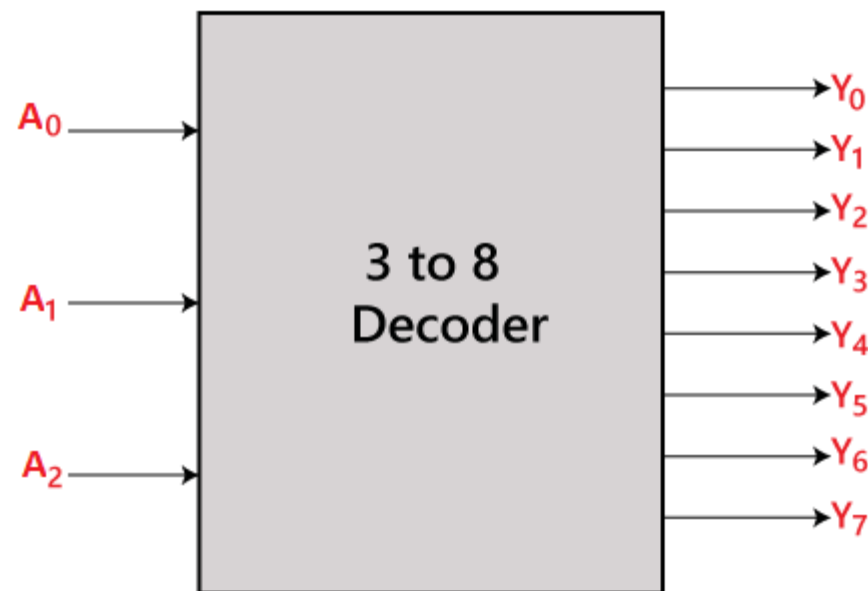 A₀
A₁
A₂
3 to 8
Decoder
Y₀
Y₁
Y₂
Y₃
Y₄
Y₅
Y₆
Y₇